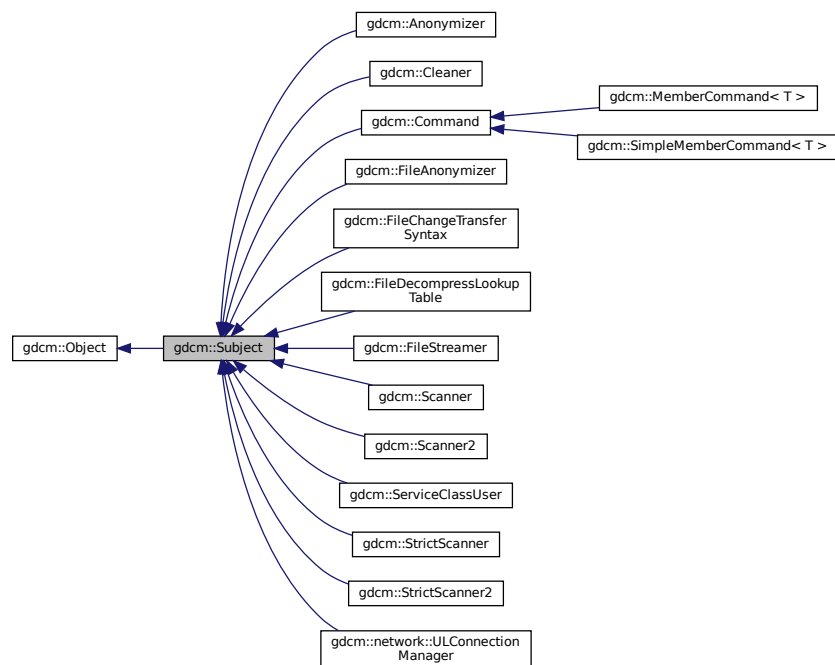 gdcm::Anonymizer
gdcm::Cleaner
gdcm::MemberCommand< T >
gdcm::Command
gdcm::SimpleMemberCommand< T >
gdcm::FileAnonymizer
gdcm::FileChangeTransfer
Syntax
gdcm::FileDecompressLookup
Table
gdcm::Object
gdcm::Subject
gdcm::FileStreamer
gdcm::Scanner
gdcm::Scanner2
gdcm::ServiceClassUser
gdcm::StrictScanner
gdcm::StrictScanner2
gdcm::network::ULConnection
Manager